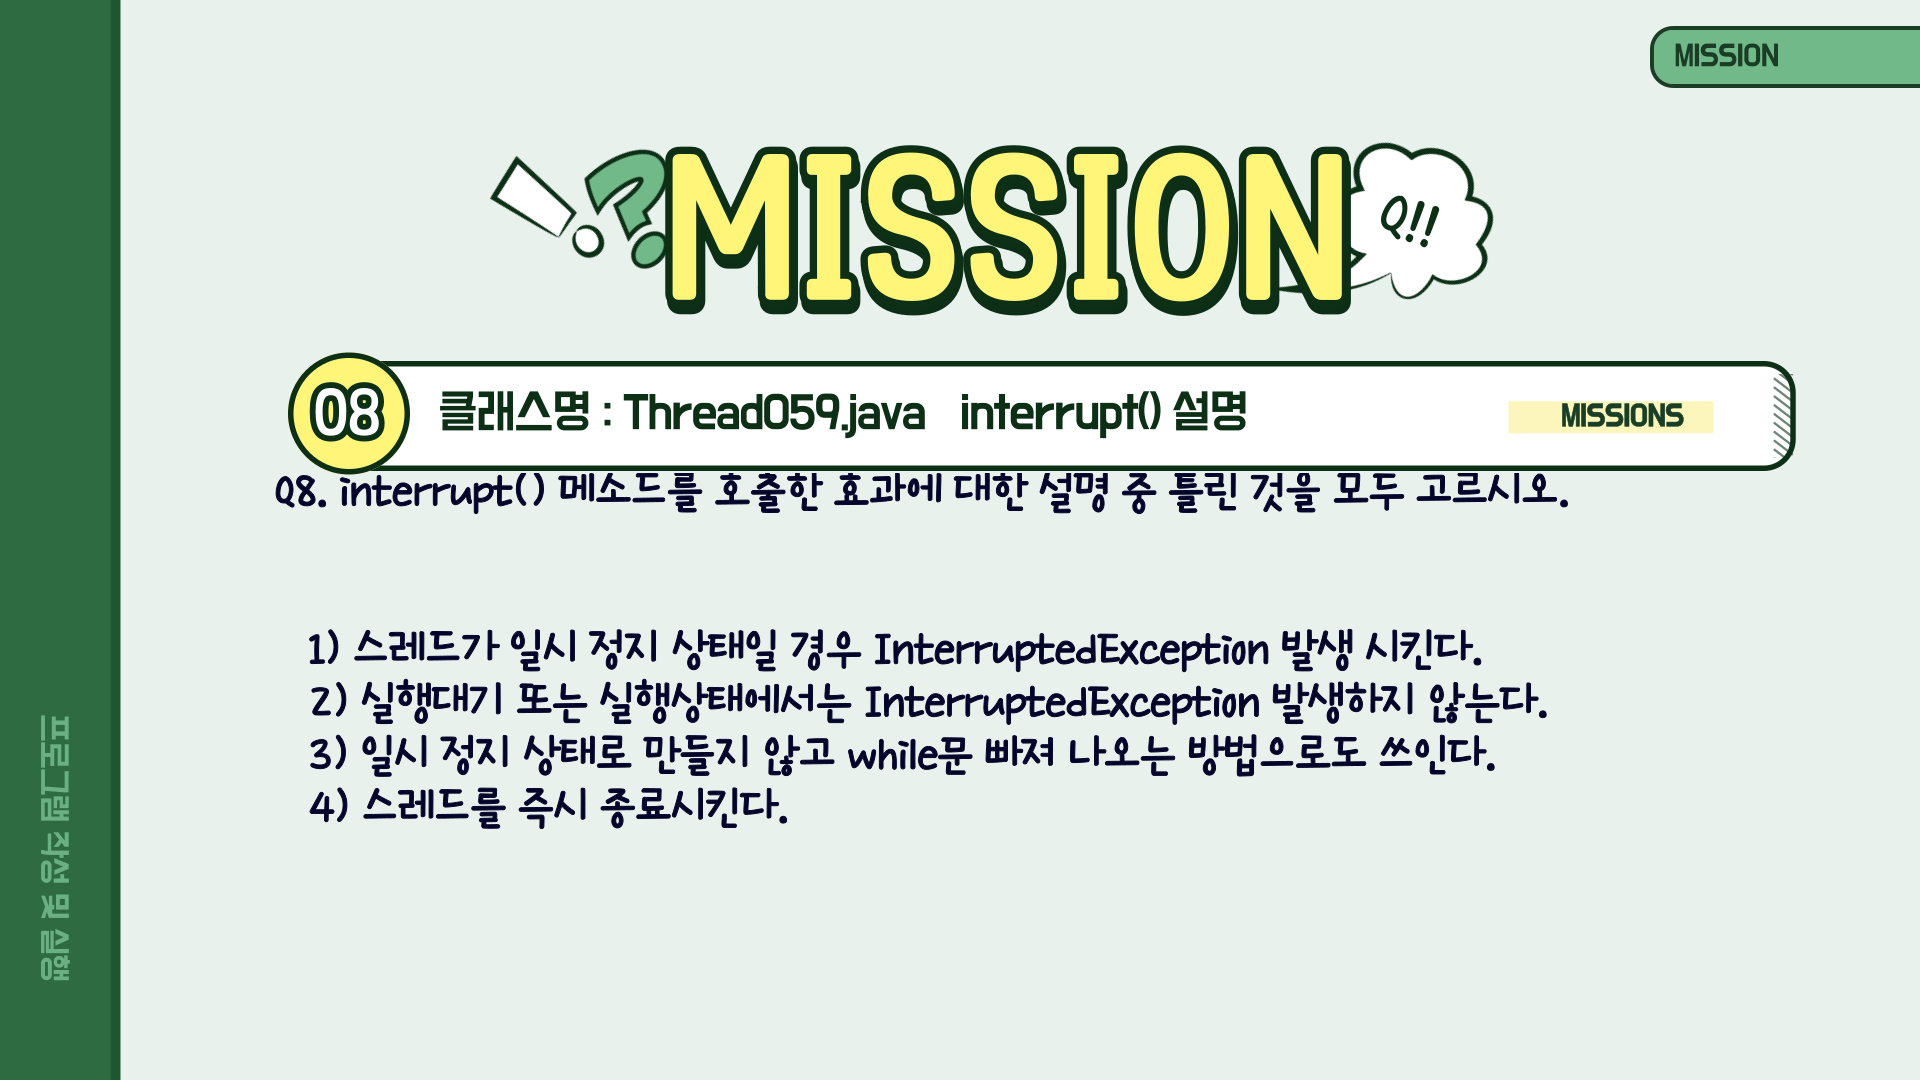 MISSION
MISSION
Q!!
08
클래스명 : Thread059.java interrupt() 설명
MISSIONS
Q8. interrupt() 메소드를 호출한 효과에 대한 설명 중 틀린 것을 모두 고르시오.
1) 스레드가 일시 정지 상태일 경우 InterruptedException 발생 시킨다.
2) 실행대기 또는 실행상태에서는 InterruptedException 발생하지 않는다.
3) 일시 정지 상태로 만들지 않고 while문 빠져 나오는 방법으로도 쓰인다.
4) 스레드를 즉시 종료시킨다.
프로그램 작성 및 실행